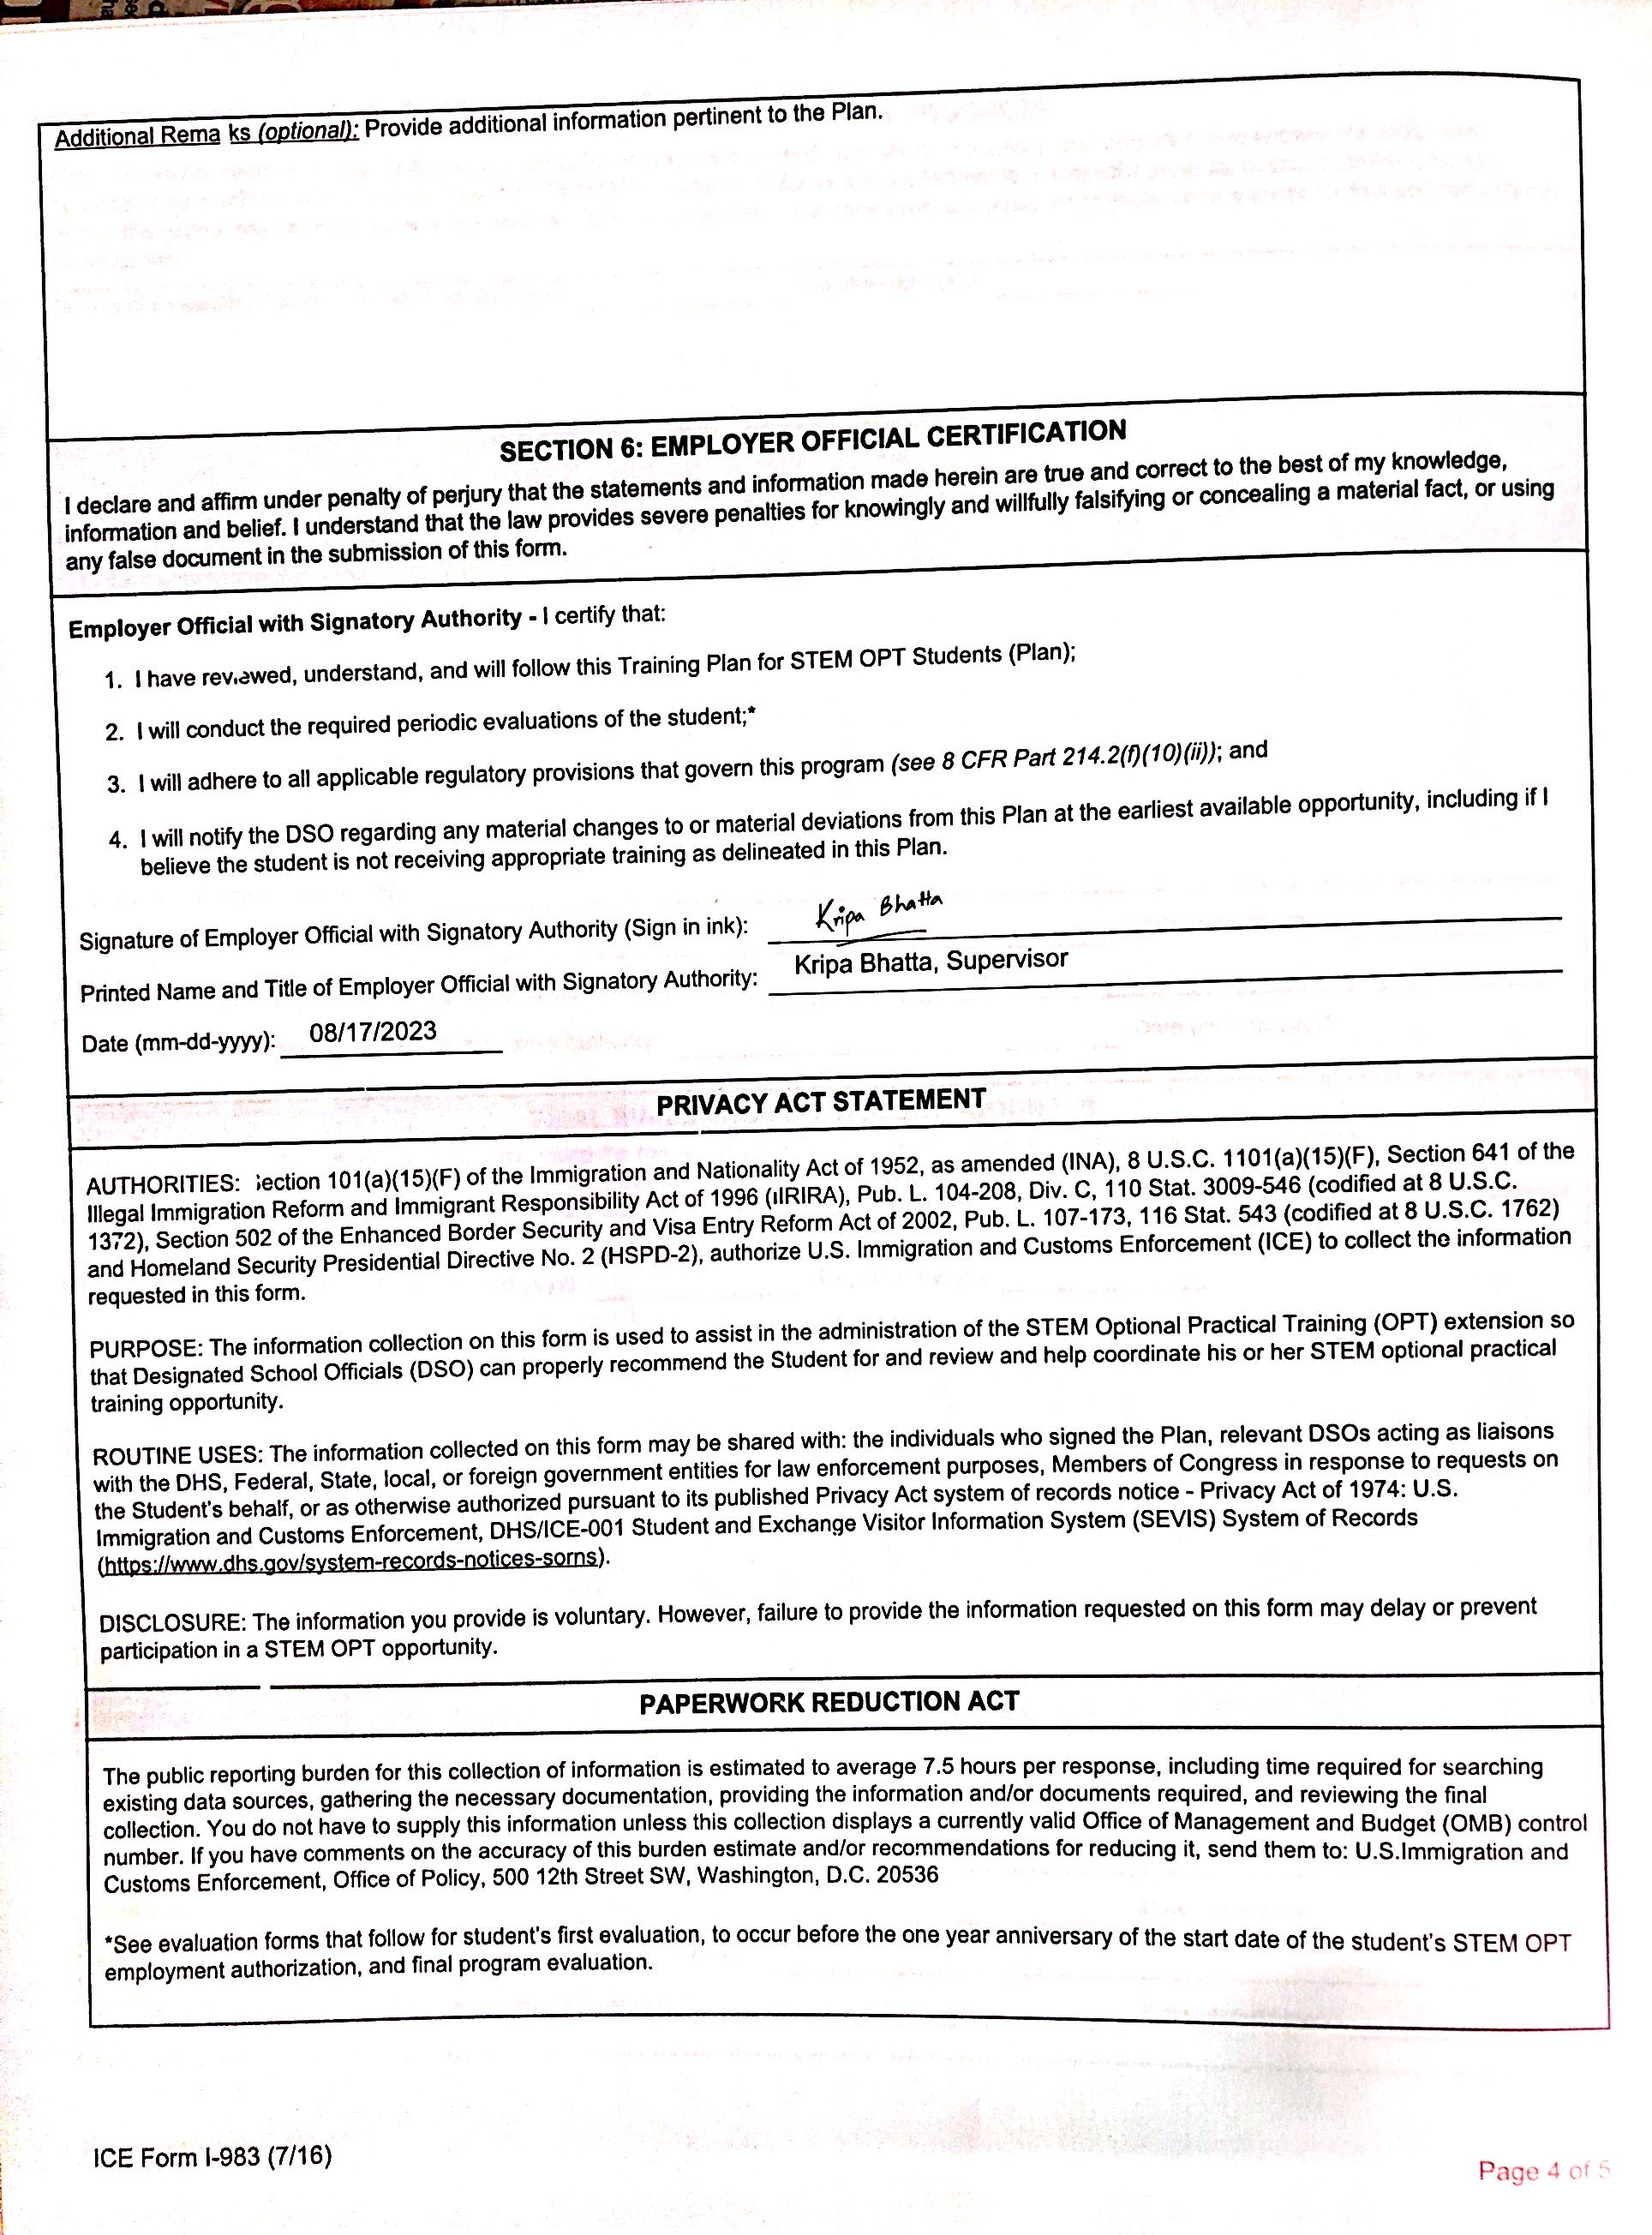 Additional Rema ks (optional): Provide additional information pertinent to the Plan.
SECTION 6: EMPLOYER OFFICIAL CERTIFICATION
I declare and affirm under penalty of perjury that the statements and information made herein are true and correct to the best of my knowledge,
information and belief. I understand that the law provides severe penalties for knowingly and willfully falsifying or concealing a material fact, or using
any false document in the submission of this form.
Employer Official with Signatory Authority - I certify that:
1. I have reviewed, understand, and will follow this Training Plan for STEM OPT Students (Plan);
2. I will conduct the required periodic evaluations of the student;*
3. I will adhere to all applicable regulatory provisions that govern this program (see 8 CFR Part 214.2(f)(10)(ii)); and
4. I will notify the DSO regarding any material changes to or material deviations from this Plan at the earliest available opportunity, including if I
believe the student is not receiving appropriate training as delineated in this Plan.
Signature of Employer Official with Signatory Authority (Sign in ink): Kripa Bhatta
Printed Name and Title of Employer Official with Signatory Authority: Kripa Bhatta, Supervisor
Date (mm-dd-yyyy): 08/17/2023
PRIVACY ACT STATEMENT
AUTHORITIES: Section 101(a)(15)(F) of the Immigration and Nationality Act of 1952, as amended (INA), 8 U.S.C. 1101(a)(15)(F), Section 641 of the
Illegal Immigration Reform and Immigrant Responsibility Act of 1996 (IIRIRA), Pub. L. 104-208, Div. C, 110 Stat. 3009-546 (codified at 8 U.S.C.
1372), Section 502 of the Enhanced Border Security and Visa Entry Reform Act of 2002, Pub. L. 107-173, 116 Stat. 543 (codified at 8 U.S.C. 1762)
and Homeland Security Presidential Directive No. 2 (HSPD-2), authorize U.S. Immigration and Customs Enforcement (ICE) to collect the information
requested in this form.
PURPOSE: The information collection on this form is used to assist in the administration of the STEM Optional Practical Training (OPT) extension so
that Designated School Officials (DSO) can properly recommend the Student for and review and help coordinate his or her STEM optional practical
training opportunity.
ROUTINE USES: The information collected on this form may be shared with: the individuals who signed the Plan, relevant DSOs acting as liaisons
with the DHS, Federal, State, local, or foreign government entities for law enforcement purposes, Members of Congress in response to requests on
the Student's behalf, or as otherwise authorized pursuant to its published Privacy Act system of records notice - Privacy Act of 1974: U.S.
Immigration and Customs Enforcement, DHS/ICE-001 Student and Exchange Visitor Information System (SEVIS) System of Records
(https://www.dhs.gov/system-records-notices-sorns).
DISCLOSURE: The information you provide is voluntary. However, failure to provide the information requested on this form may delay or prevent
participation in a STEM OPT opportunity.
PAPERWORK REDUCTION ACT
The public reporting burden for this collection of information is estimated to average 7.5 hours per response, including time required for searching
existing data sources, gathering the necessary documentation, providing the information and/or documents required, and reviewing the final
collection. You do not have to supply this information unless this collection displays a currently valid Office of Management and Budget (OMB) control
number. If you have comments on the accuracy of this burden estimate and/or recommendations for reducing it, send them to: U.S.Immigration and
Customs Enforcement, Office of Policy, 500 12th Street SW, Washington, D.C. 20536
*See evaluation forms that follow for student's first evaluation, to occur before the one year anniversary of the start date of the student's STEM OPT
employment authorization, and final program evaluation.
ICE Form I-983 (7/16)
Page 4 of 5